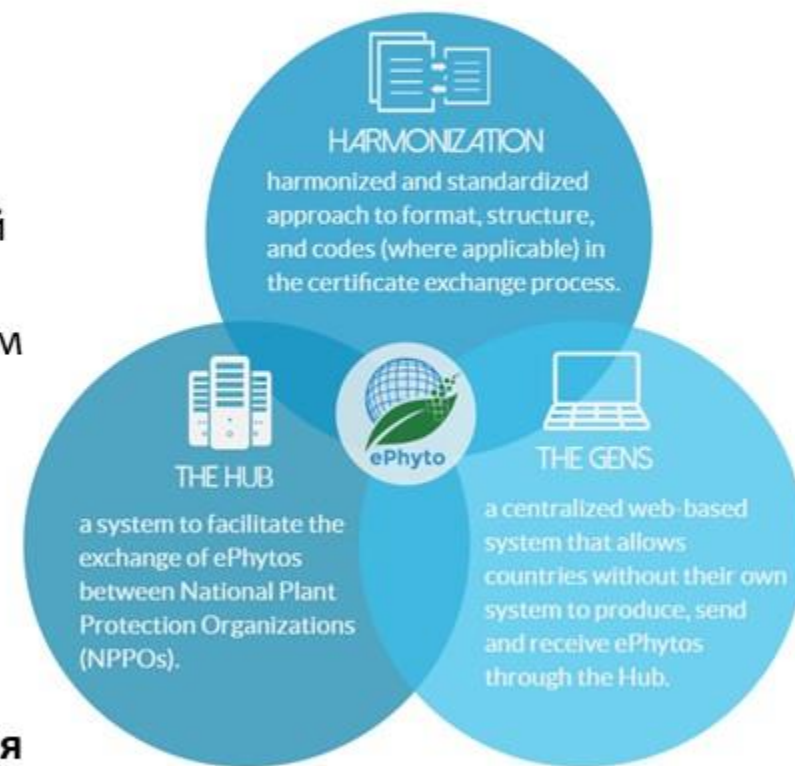 HARMONIZATION
harmonized and standardized
approach to format, structure,
and codes (where applicable) in
the certificate exchange process.
й
м
ePhyto
THE HUB
a system to facilitate the
exchange of ePhytos
between National Plant
Protection Organizations
(NPPOs).
THE GENS
a centralized web-based
system that allows
countries without their own
system to produce, send
and receive ePhytos
through the Hub.
я